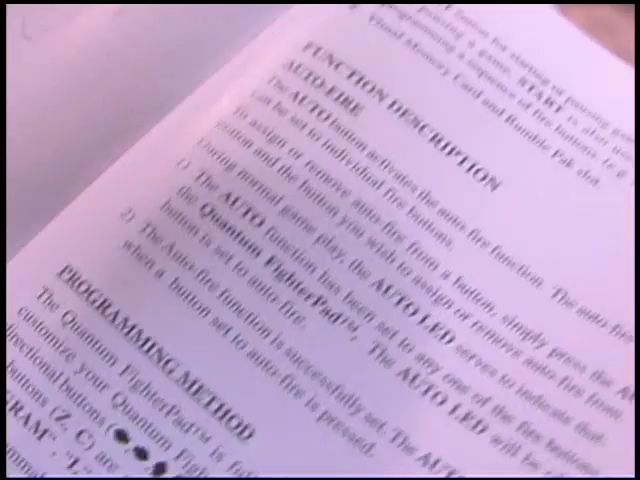 button for starting or pausing
pausing a game. START is also
programming a sequence of fire buttons.
Visual Memory Card and Rumble Pak slot.
FUNCTION DESCRIPTION
AUTO FIRE
The AUTO button activates the auto fire function. The auto fire
can be set to individual fire buttons.
To assign or remove auto-fire from a button, simply press the
button and the button you wish to assign or remove auto fire from.
During normal game play, the AUTO LED serves to indicate that:
1) The AUTO function has been set to any one of the fire buttons
the Quantum FighterPad™, The AUTO LED will be
button is set to auto-fire.
2) The Auto-fire function is successfully set. The AUTO
when a button set to auto-fire is pressed.
PROGRAMMING METHOD
The Quantum FighterPad™ is
customize your Quantum
directional buttons (
buttons (Z, C) are